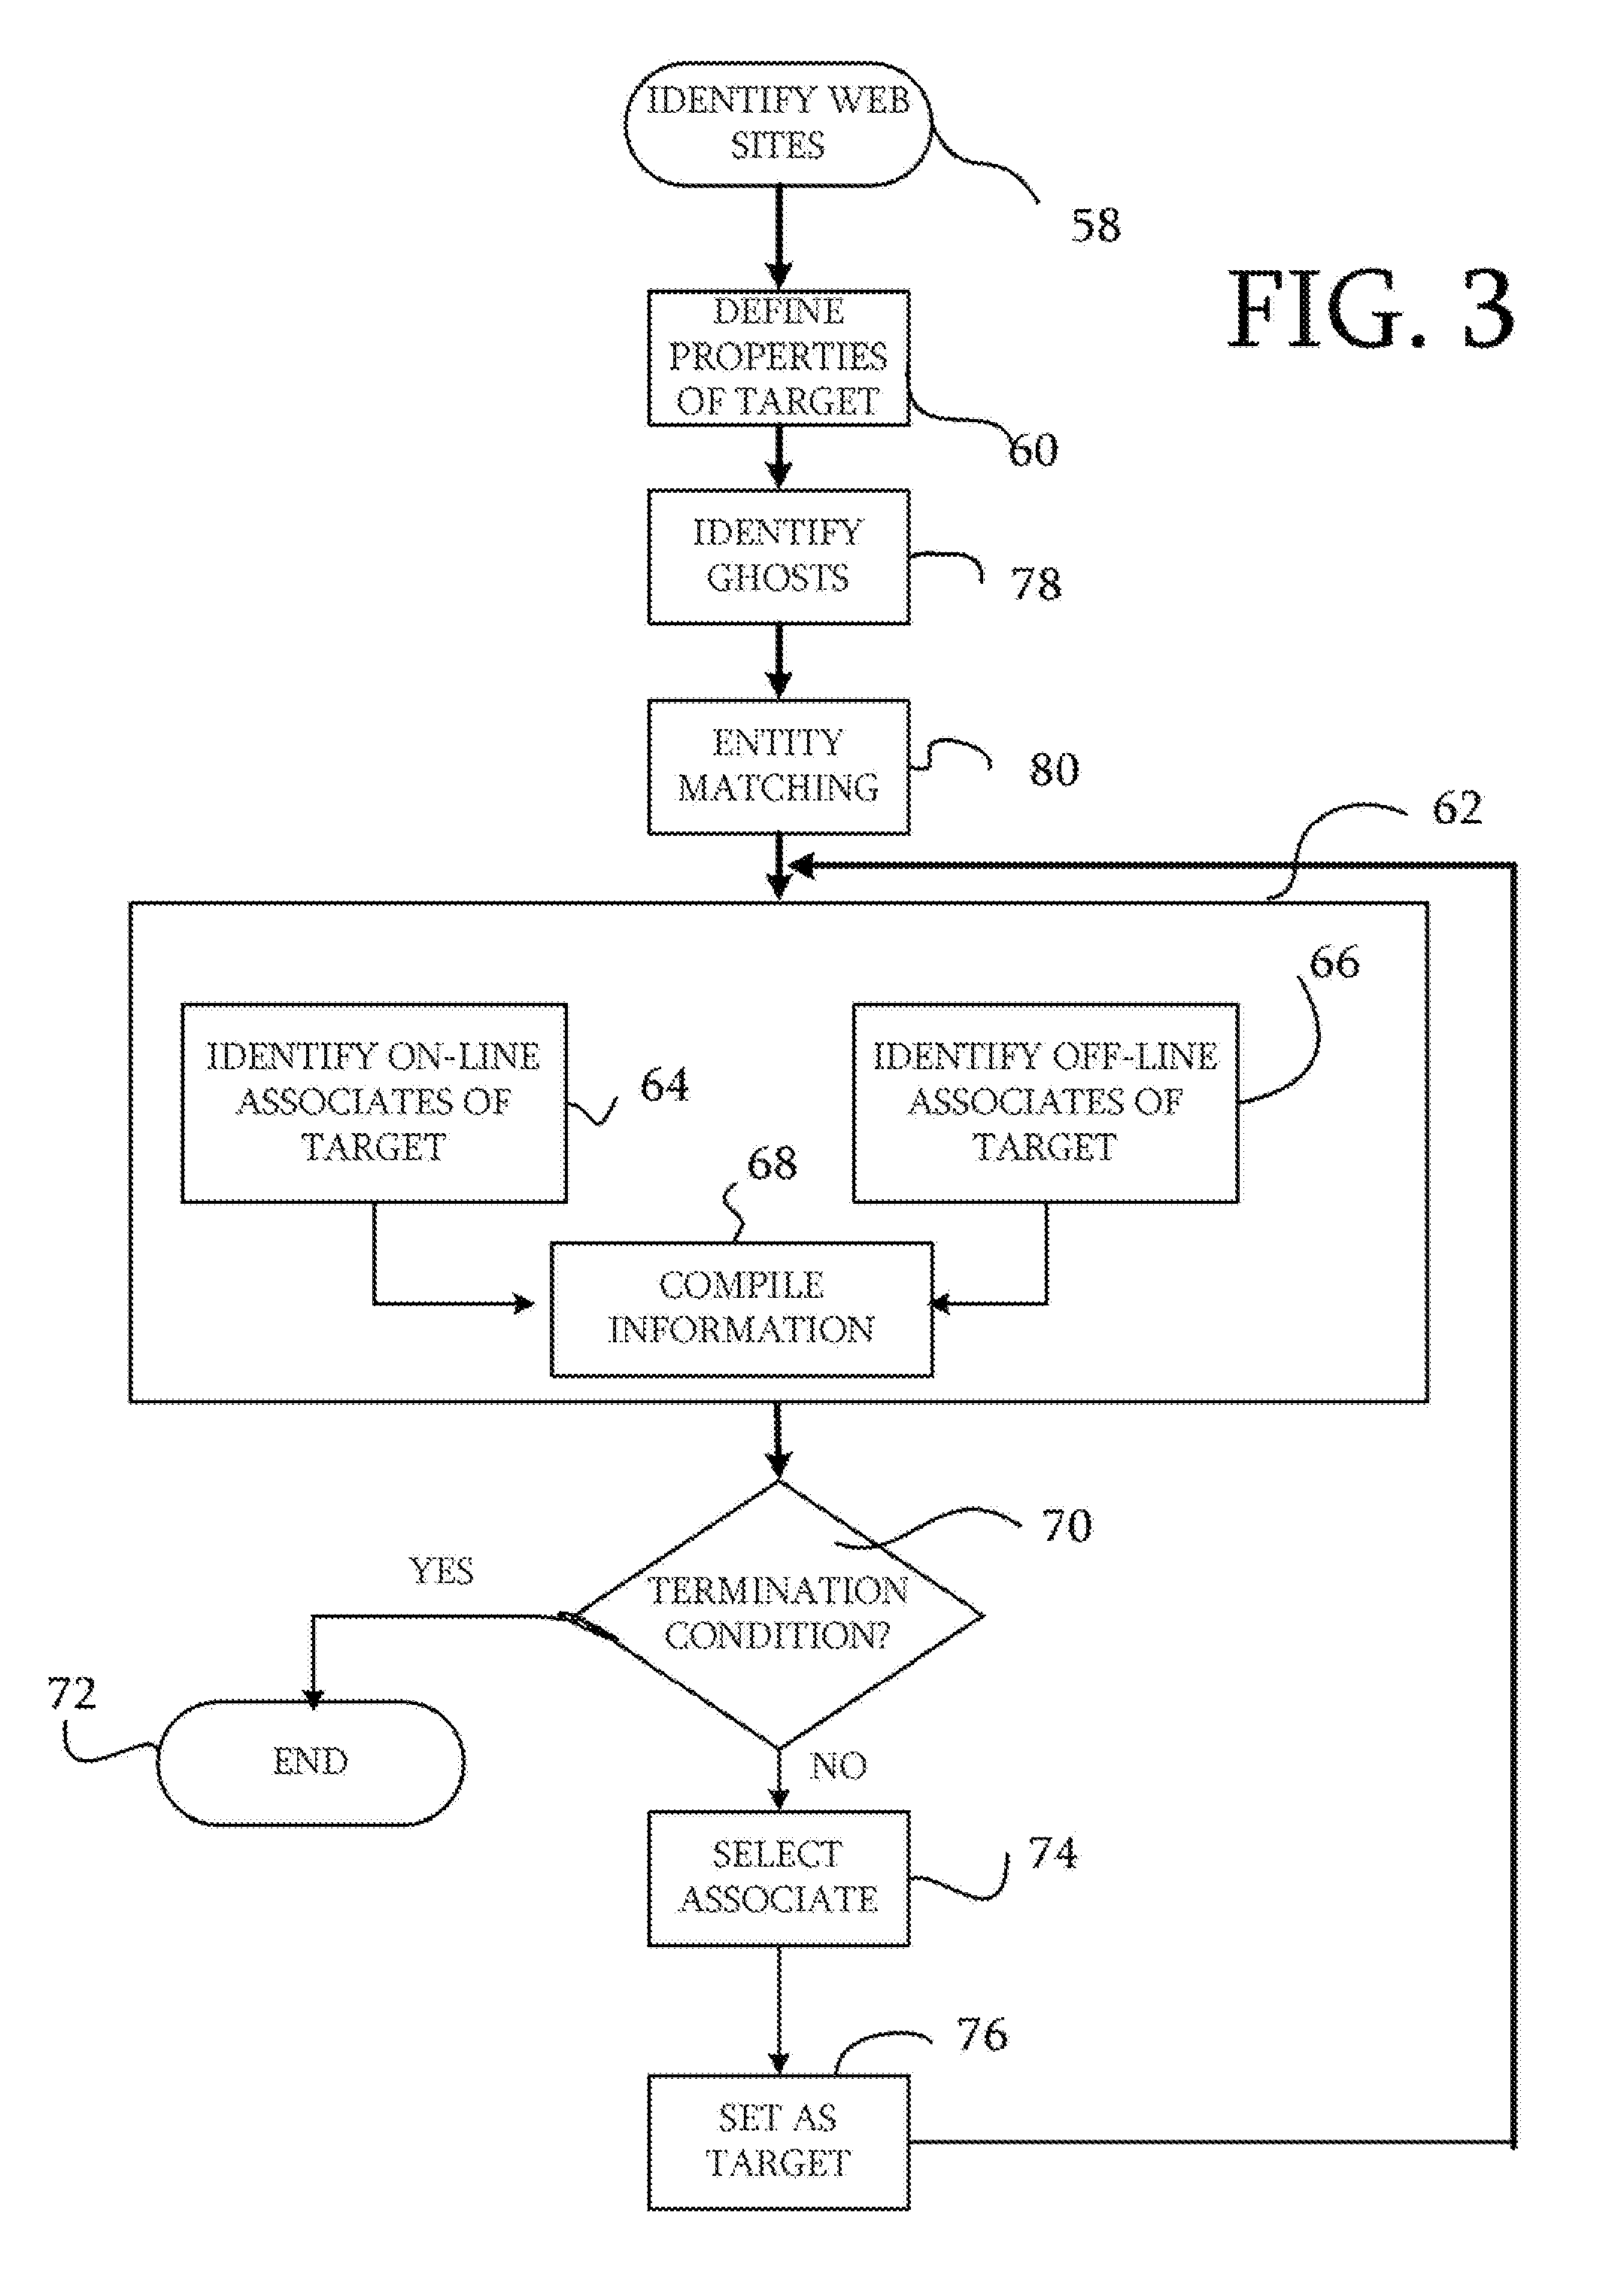 IDENTIFY WEB
SITES
58
FIG. 3
DEFINE
PROPERTIES
OF TARGET
60
IDENTIFY
GHOSTS
78
ENTITY
MATCHING
80
62
66
IDENTIFY ON-LINE
ASSOCIATES OF
TARGET
64
IDENTIFY OFF-LINE
ASSOCIATES OF
TARGET
68
COMPILE
INFORMATION
70
YES
TERMINATION
CONDITION?
72
END
NO
SELECT
ASSOCIATE
74
76
SET AS
TARGET